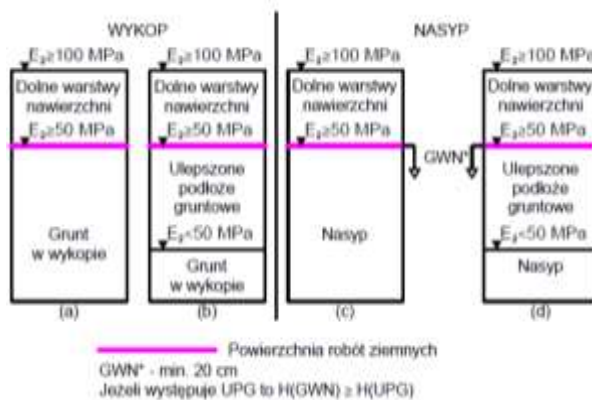 WYKOP
NASYP
E₂≥100 MPa
Dolne warstwy
nawierzchni
E₂≥50 MPa
Grunt
w wykopie
(a)
E₂≥100 MPa
Dolne warstwy
nawierzchni
E₂≥50 MPa
Ulepszone
podłoże
gruntowe
E₂<50 MPa
Grunt
w wykopie
(b)
E₂≥100 MPa
Dolne warstwy
nawierzchni
E₂≥50 MPa
Nasyp
(c)
GWN*
E₂≥100 MPa
Dolne warstwy
nawierzchni
E₂≥50 MPa
Ulepszone
podłoże
gruntowe
E₂<50 MPa
Nasyp
(d)
Powierzchnia robót ziemnych
GWN* - min. 20 cm
Jeżeli występuje UPG to H(GWN) ≥ H(UPG)